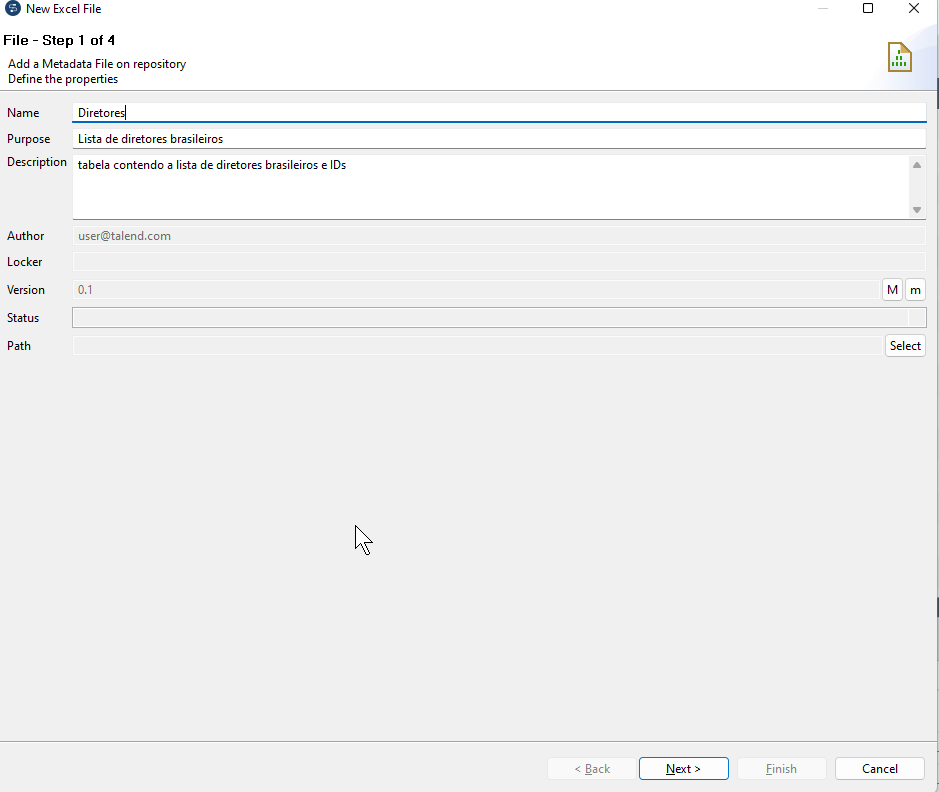 New Excel File
File - Step 1 of 4
Add a Metadata File on repository
Define the properties
Name Diretores
Purpose Lista de diretores brasileiros
Description tabela contendo a lista de diretores brasileiros e IDs
Author user@talend.com
Locker
Version 0.1 M m
Status
Path Select
< Back Next > Finish Cancel